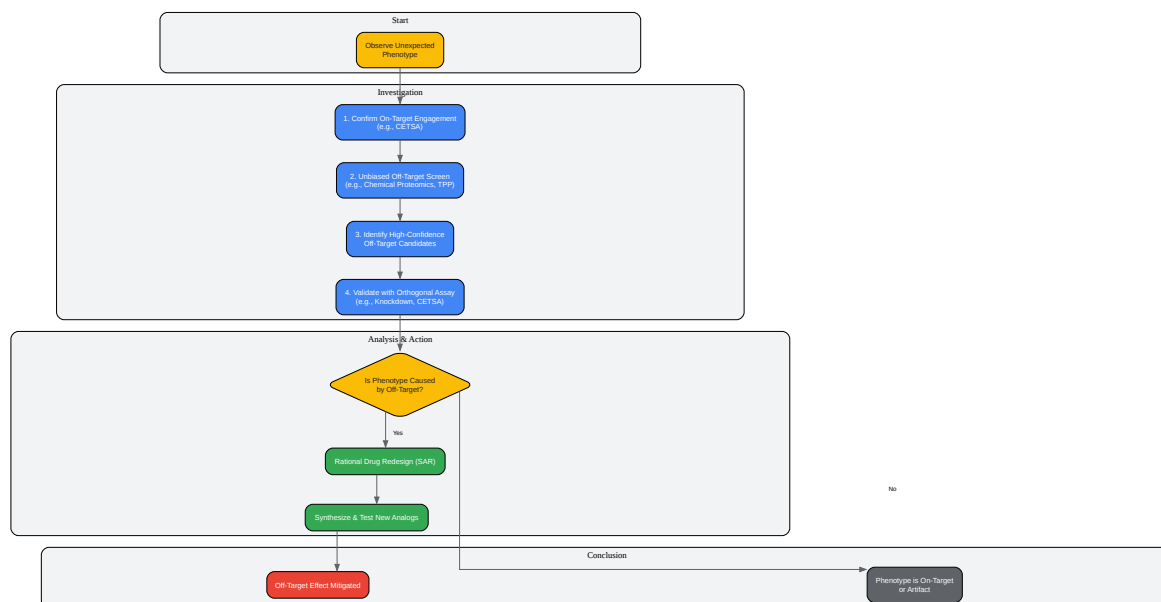 Start
Observe Unexpected
Phenotype
Investigation
1. Confirm On-Target Engagement
(e.g., CETSA)
2. Unbiased Off-Target Screen
(e.g., Chemical Proteomics, TPP)
3. Identify High-Confidence
Off-Target Candidates
4. Validate with Orthogonal Assay
(e.g., Knockdown, CETSA)
Analysis & Action
Is Phenotype Caused
by Off-Target?
Yes
Rational Drug Redesign (SAR)
No
Synthesize & Test New Analogs
Conclusion
Off-Target Effect Mitigated
Phenotype is On-Target
or Artifact